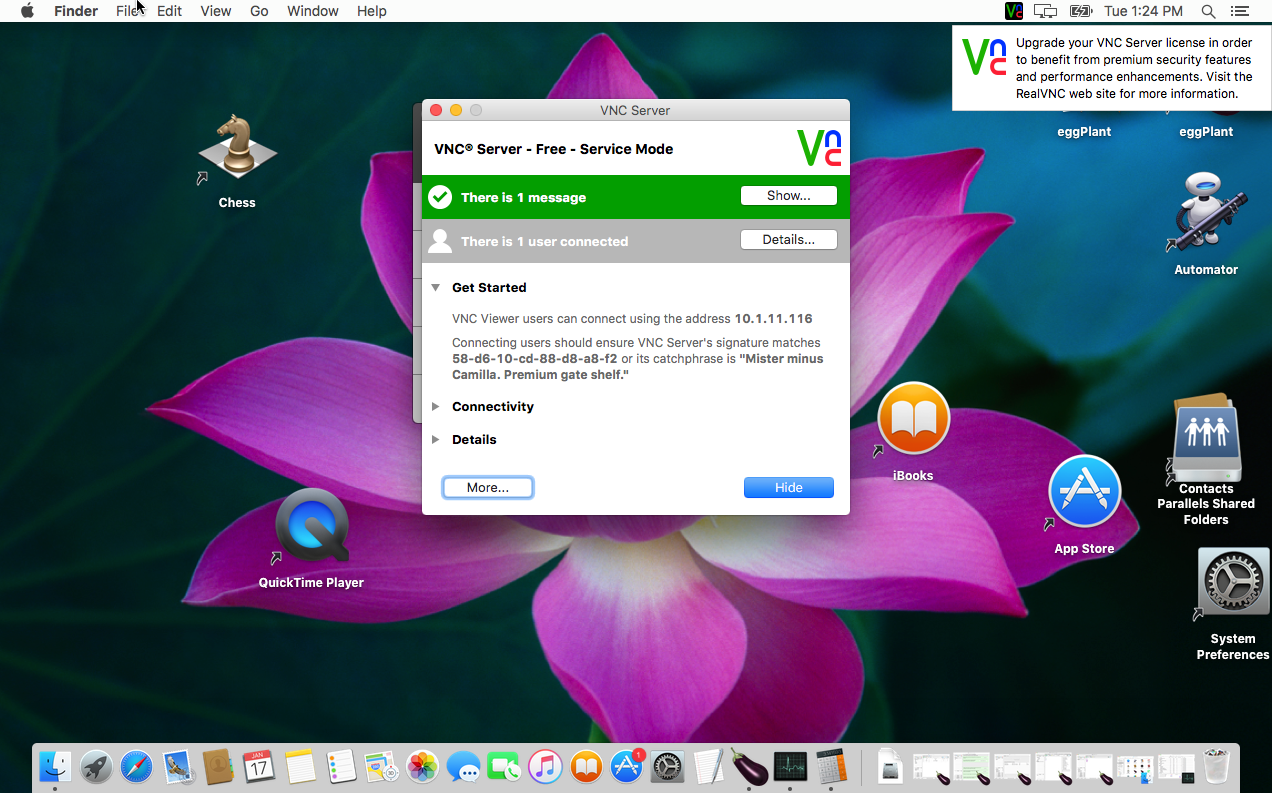 Finder File Edit View Go Window Help Tue 1:24 PM
Upgrade your VNC Server license in order
to benefit from premium security features
and performance enhancements. Visit the
RealVNC web site for more information.
eggPlant
eggPlant
VNC Server
VNC® Server - Free - Service Mode
There is 1 message
Show...
There is 1 user connected
Details...
Get Started
VNC Viewer users can connect using the address 10.1.11.116
Connecting users should ensure VNC Server's signature matches
58-d6-10-cd-88-d8-a8-f2 or its catchphrase is "Mister minus
Camilla. Premium gate shelf."
Connectivity
Details
More...
Hide
Chess
Automator
iBooks
Contacts
Parallels Shared
Folders
App Store
QuickTime Player
System
Preferences
JAN
17
1